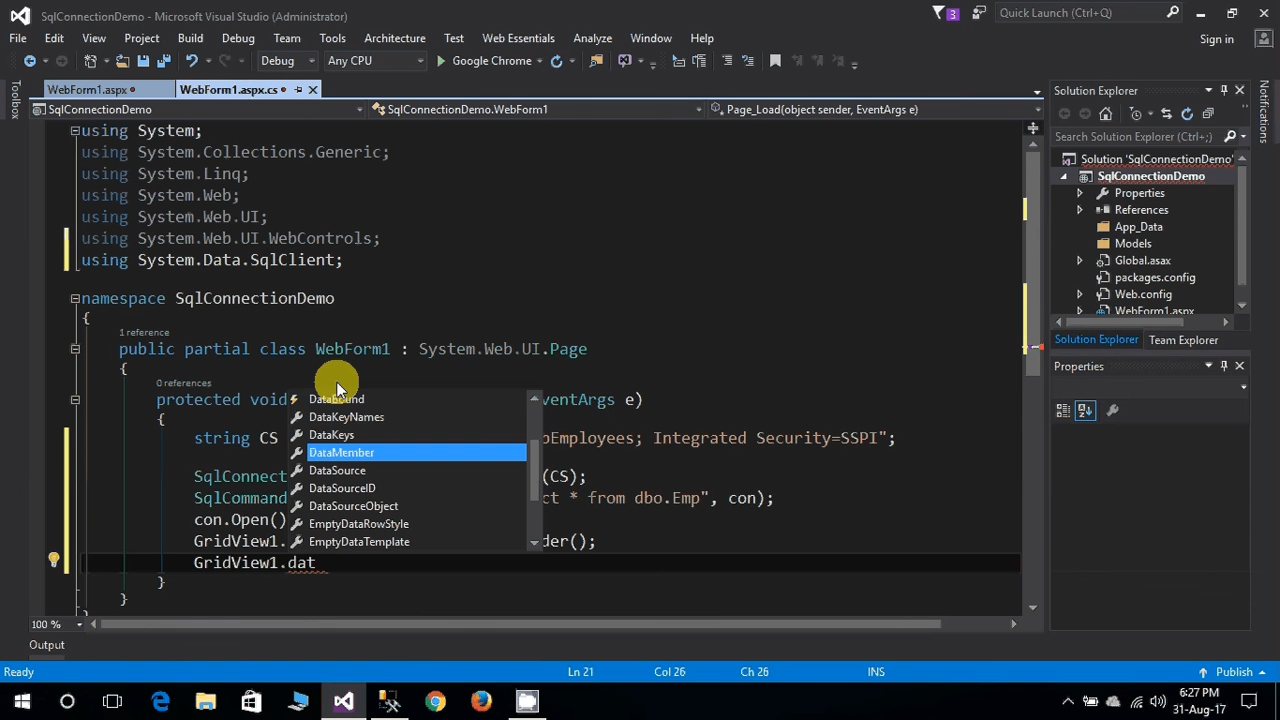 SqlConnectionDemo - Microsoft Visual Studio (Administrator)
3
Quick Launch (Ctrl+Q)
File Edit View Project Build Debug Team Tools Architecture Test Web Essentials Analyze Window Help
Sign in
Debug Any CPU Google Chrome
Toolbox
WebForm1.aspx
WebForm1.aspx.cs
SqlConnectionDemo
SqlConnectionDemo.WebForm1
Page_Load(object sender, EventArgs e)
using System;
using System.Collections.Generic;
using System.Linq;
using System.Web;
using System.Web.UI;
using System.Web.UI.WebControls;
using System.Data.SqlClient;
namespace SqlConnectionDemo
{
1 reference
public partial class WebForm1 : System.Web.UI.Page
{
0 references
protected void EventArgs e)
{
string CS pEmployees; Integrated Security=SSPI";
SqlConnect (CS);
SqlCommand ct * from dbo.Emp", con);
con.Open()
GridView1. der();
GridView1.dat
}
}
}
DataBound
DataKeyNames
DataKeys
DataMember
DataSource
DataSourceID
DataSourceObject
EmptyDataRowStyle
EmptyDataTemplate
100 %
Output
Ready
Ln 21
Col 26
Ch 26
INS
Publish
Solution Explorer
Search Solution Explorer (Ctrl+;)
Solution 'SqlConnectionDemo'
SqlConnectionDemo
Properties
References
App_Data
Models
Global.asax
packages.config
Web.config
WebForm1.aspx
Solution Explorer
Team Explorer
Properties
Notifications
6:27 PM
31-Aug-17